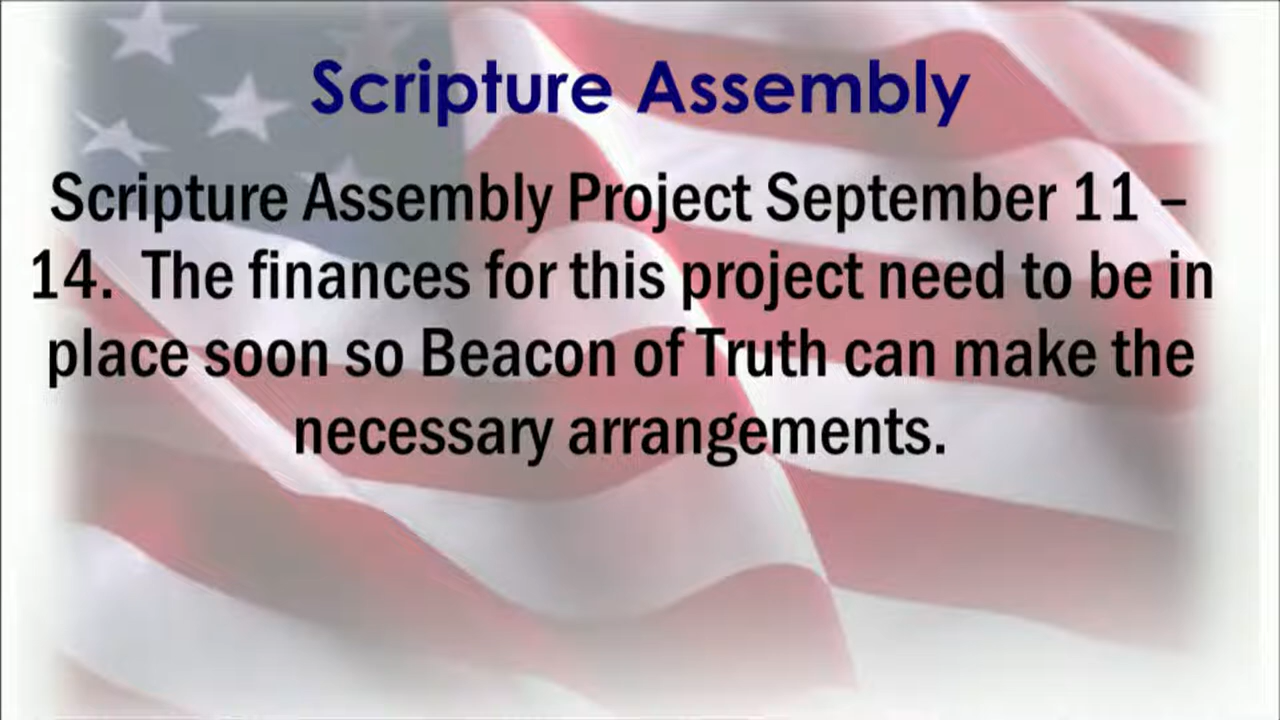 Scripture Assembly
Scripture Assembly Project September 11 –
14.  The finances for this project need to be in
place soon so Beacon of Truth can make the
necessary arrangements.